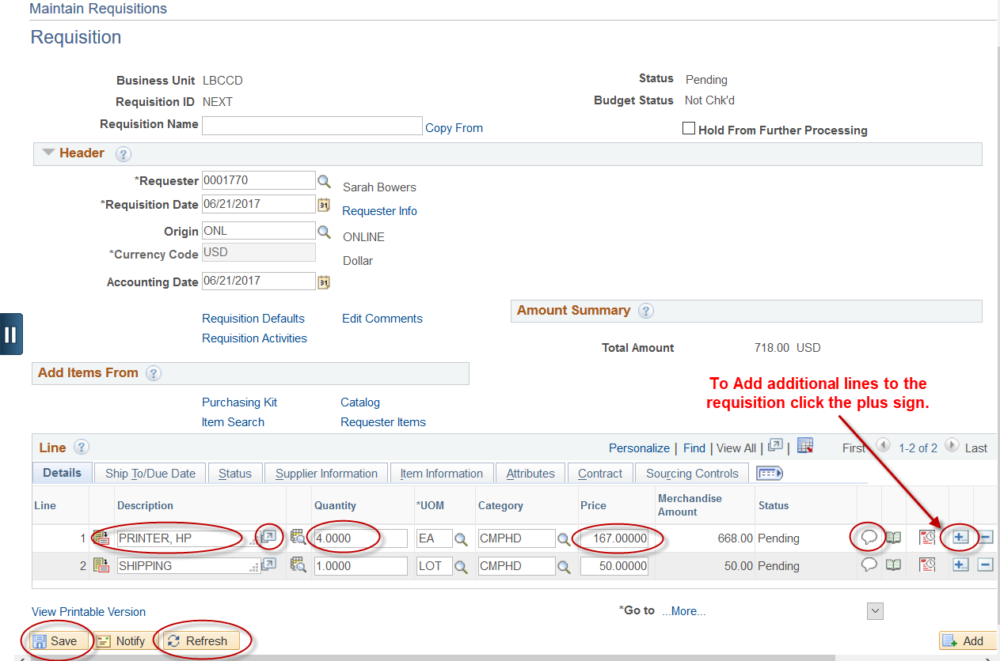 Maintain Requisitions
Requisition
Business Unit LBCCD
Status Pending
Requisition ID NEXT
Budget Status Not Chk'd
Requisition Name
Copy From
Hold From Further Processing
Header ?
*Requester 0001770
Sarah Bowers
*Requisition Date 06/21/2017 31
Requester Info
Origin ONL
ONLINE
*Currency Code USD
Dollar
Accounting Date 06/21/2017 31
Requisition Defaults Edit Comments
Requisition Activities
Amount Summary ?
Total Amount 718.00 USD
Add Items From ?
To Add additional lines to the
requisition click the plus sign.
Purchasing Kit Catalog
Item Search Requester Items
Line ?
Personalize | Find | View All | | First 1-2 of 2 Last
Details Ship To/Due Date Status Supplier Information Item Information Attributes Contract Sourcing Controls
Line Description Quantity *UOM Category Price Merchandise Amount Status
1 PRINTER, HP 4.0000 EA CMPHD 167.00000 668.00 Pending
2 SHIPPING 1.0000 LOT CMPHD 50.00000 50.00 Pending
View Printable Version
*Go to ...More...
Save Notify Refresh Add